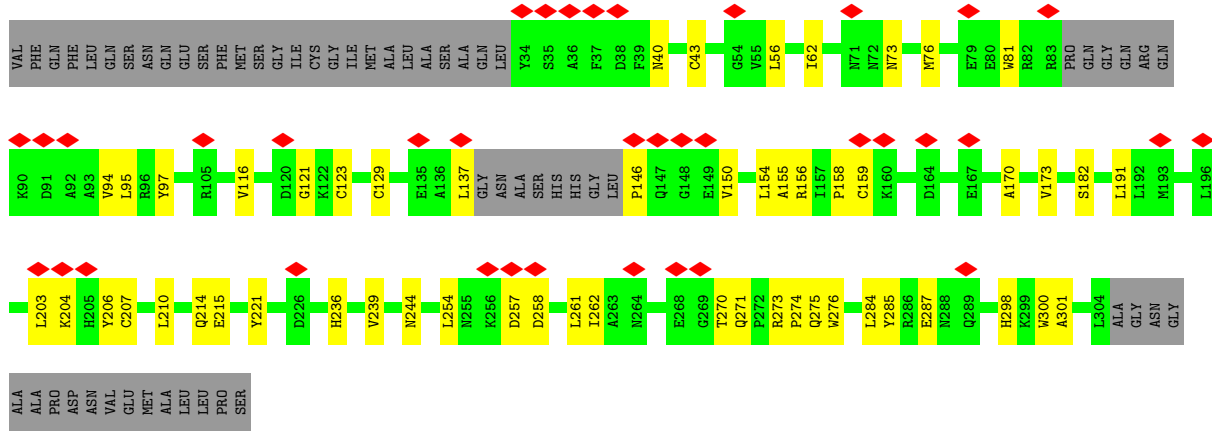 VAL PHE GLN PHE LEU GLN SER ASN GLN GLU SER PHE MET SER GLY ILE CYS GLY ILE MET ALA LEU ALA SER ALA GLN LEU Y34 S35 A36 F37 D38 F39 N40 C43 G54 V55 L56 I62 N71 N72 N73 M76 E79 E80 W81 R82 R83 PRO GLN GLY GLN ARG GLN
K90 D91 A92 A93 V94 L95 R96 Y97 R105 V116 D120 G121 K122 C123 C129 E135 A136 L137 GLY ASN ALA SER HIS HIS GLY LEU P146 Q147 G148 E149 V150 L154 A155 R156 I157 P158 C159 K160 D164 E167 A170 V173 S182 L191 L192 M193 L196
L203 K204 H205 Y206 C207 L210 Q214 E215 Y221 D226 H236 V239 N244 L254 N255 K256 D257 D258 L261 I262 A263 N264 E268 G269 T270 Q271 P272 R273 P274 Q275 W276 L284 Y285 R286 E287 N288 Q289 H298 K299 W300 A301 L304 ALA GLY ASN GLY
ALA ALA PRO ASP ASN VAL GLU MET ALA LEU LEU PRO SER